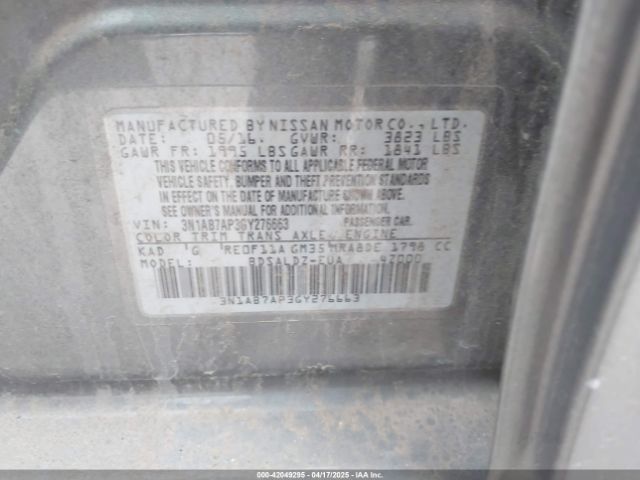 MANUFACTURED BY NISSAN MOTOR CO., LTD.
DATE: 06/16. GVWR: 3823 LBS
GAWR FR: 1995 LBS GAWR RR: 1841 LBS
THIS VEHICLE CONFORMS TO ALL APPLICABLE FEDERAL MOTOR
VEHICLE SAFETY, BUMPER AND THEFT PREVENTION STANDARDS
IN EFFECT ON THE DATE OF MANUFACTURE SHOWN ABOVE.
SEE OWNER'S MANUAL FOR ADDITIONAL INFORMATION.
VIN: 3N1AB7AP3GY276663 PASSENGER CAR.
COLOR TRIM TRANS AXLE ENGINE
KAD 'G 'RE0F11A GM35 MRA8DE 1798 CC
MODEL: BDSALDZ-EUA 47000
3N1AB7AP3GY276663
000-42049295 - 04/17/2025 - IAAI.COM